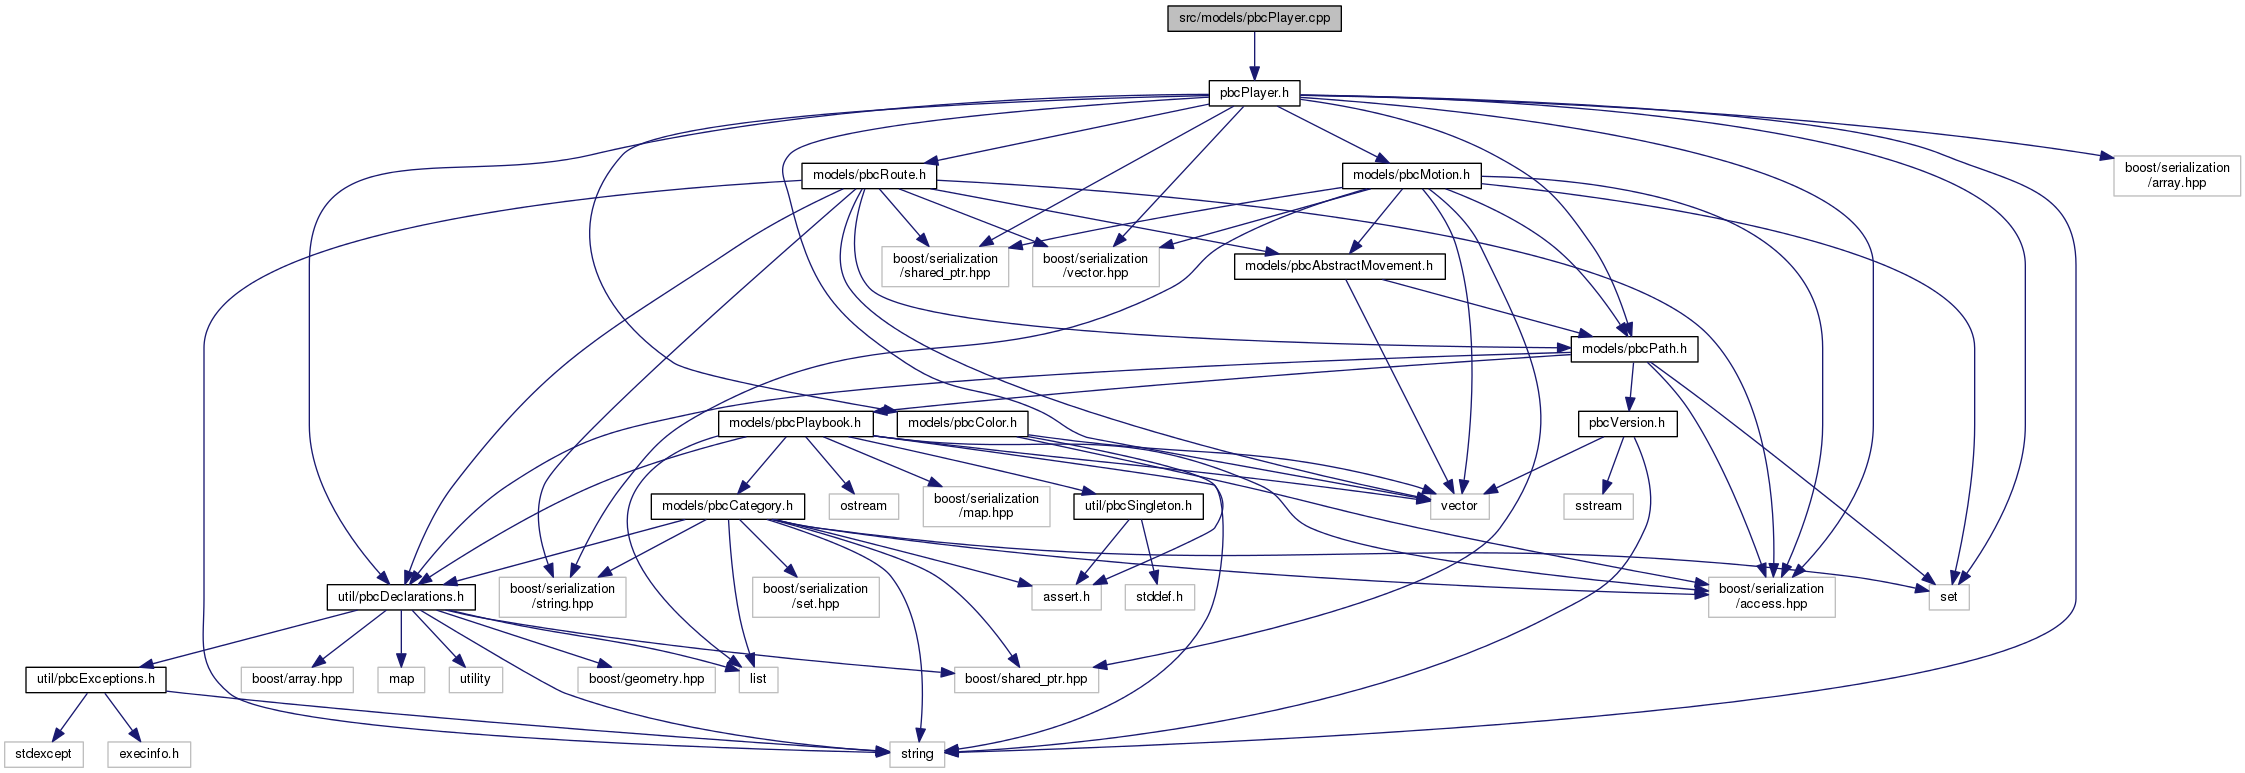 src/models/pbcPlayer.cpp
pbcPlayer.h
boost/serialization
/array.hpp
models/pbcRoute.h
models/pbcMotion.h
boost/serialization
/shared_ptr.hpp
boost/serialization
/vector.hpp
models/pbcAbstractMovement.h
models/pbcPath.h
models/pbcPlaybook.h
models/pbcColor.h
pbcVersion.h
models/pbcCategory.h
ostream
boost/serialization
/map.hpp
util/pbcSingleton.h
vector
sstream
util/pbcDeclarations.h
boost/serialization
/string.hpp
boost/serialization
/set.hpp
assert.h
stddef.h
boost/serialization
/access.hpp
set
util/pbcExceptions.h
boost/array.hpp
map
utility
boost/geometry.hpp
list
boost/shared_ptr.hpp
stdexcept
execinfo.h
string